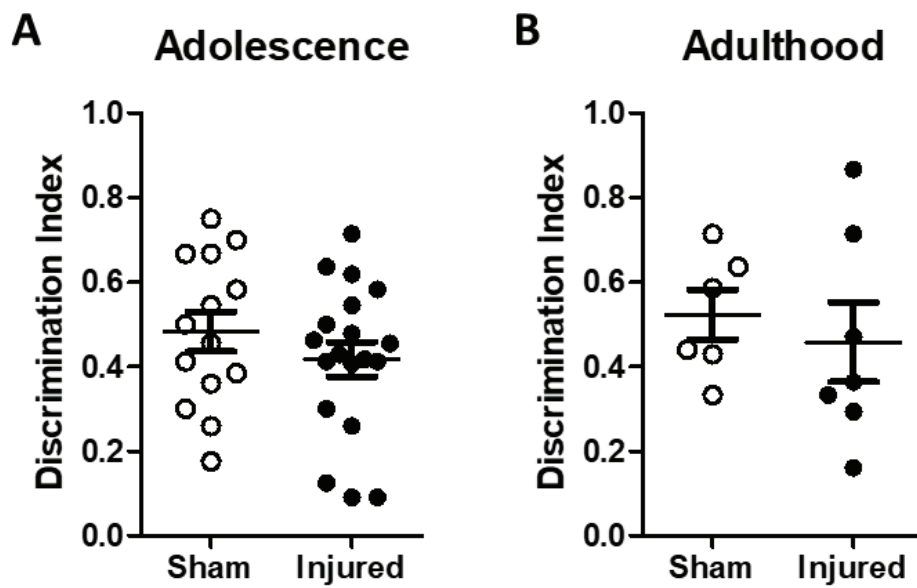 A Adolescence
Discrimination Index
1.0
0.8
0.6
0.4
0.2
0.0
Sham Injured
B Adulthood
Discrimination Index
1.0
0.8
0.6
0.4
0.2
0.0
Sham Injured